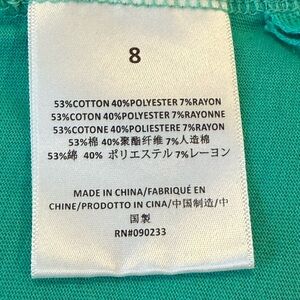 8
53%COTTON 40%POLYESTER 7%RAYON
53%COTTON 40%POLYESTER 7%RAYONNE
53%COTONE 40%POLIESTERE 7%RAYON
53%棉 40%聚酯纤维 7%人造棉
53%綿 40% ポリエステル 7%レーヨン
MADE IN CHINA/FABRIQUÉ EN
CHINE/PRODOTTO IN CINA/中国制造/中
国製
RN#090233